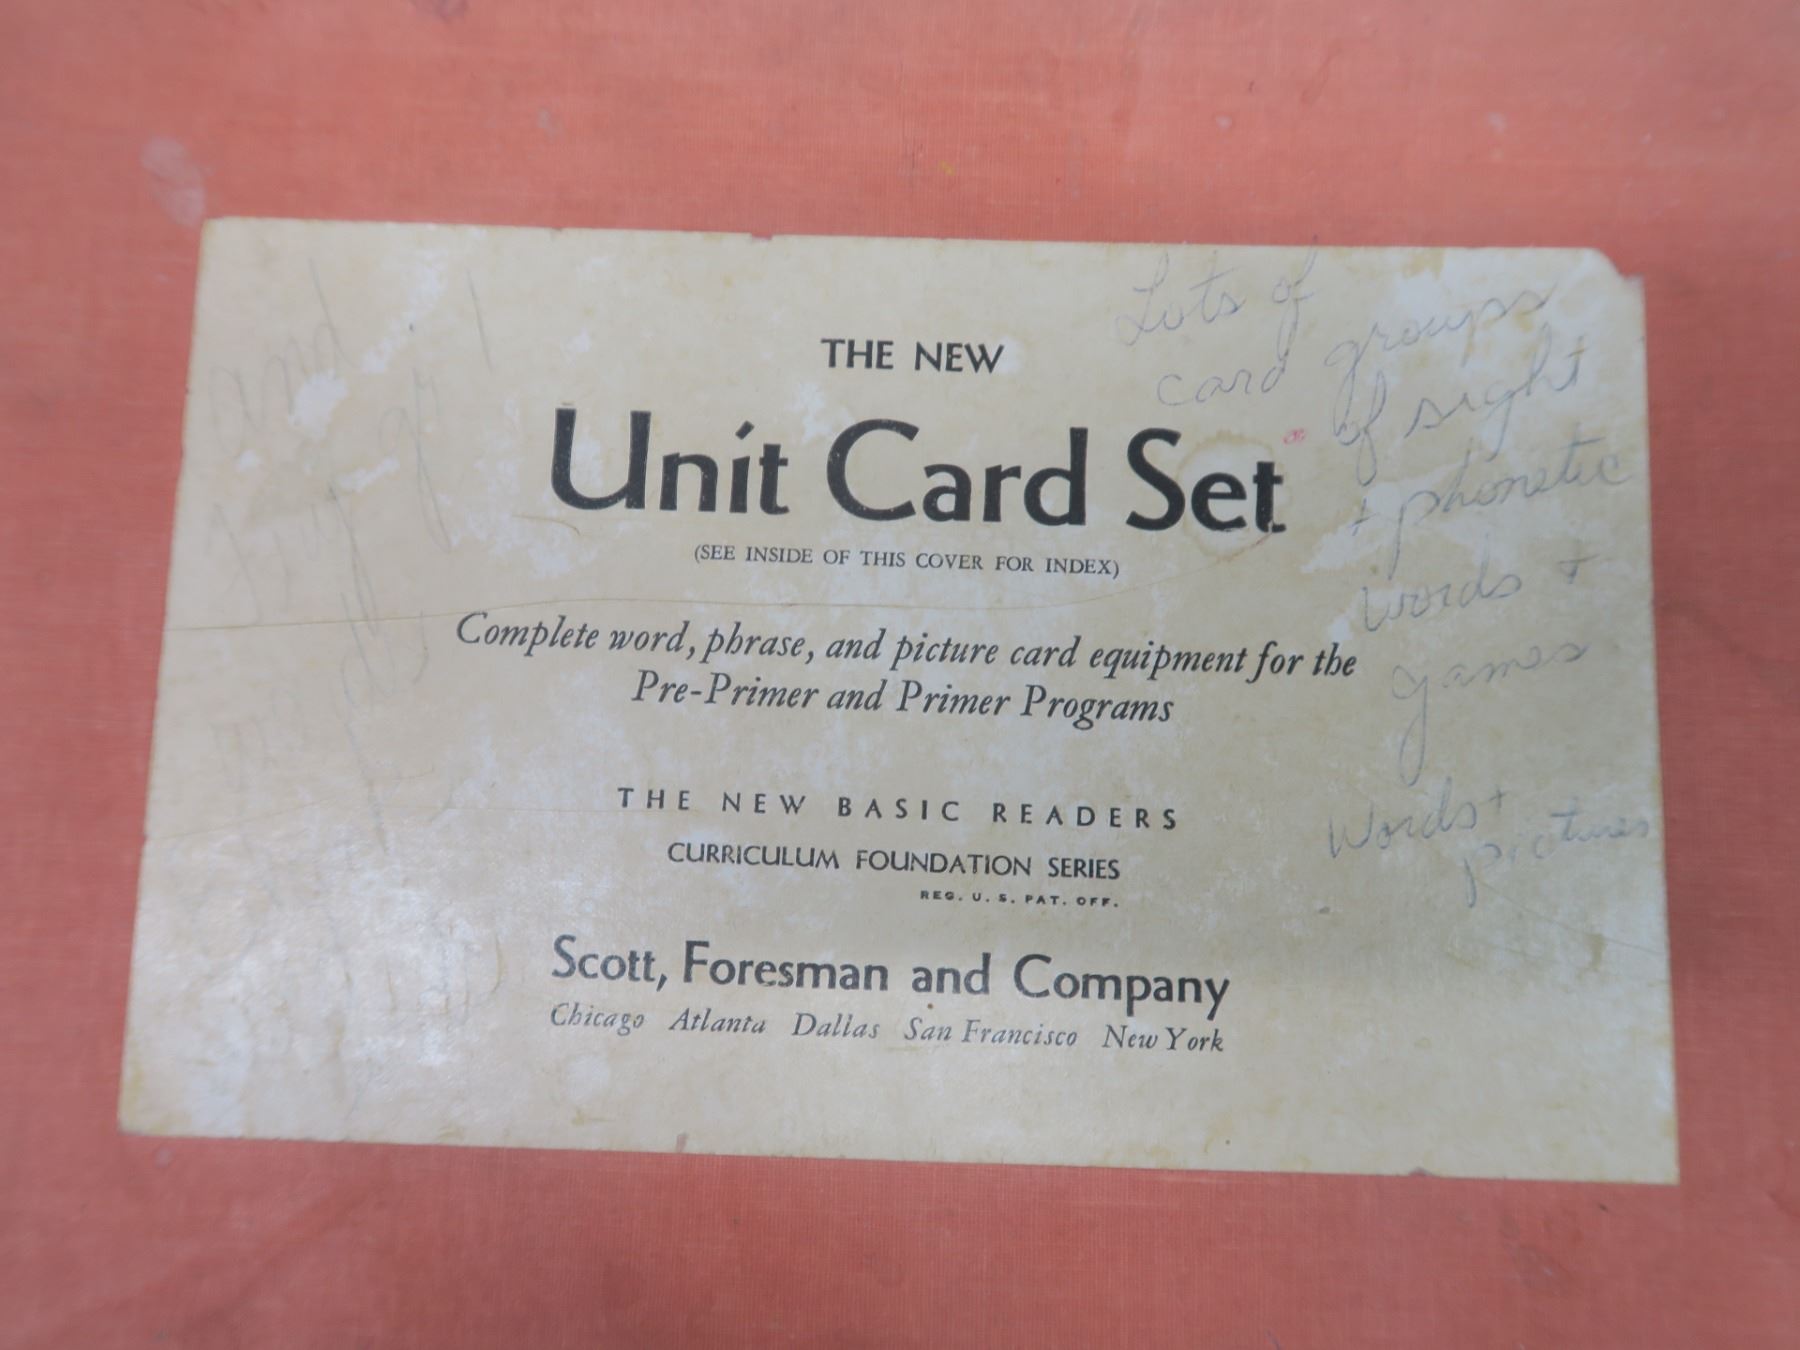 THE NEW
Unit Card Set
(SEE INSIDE OF THIS COVER FOR INDEX)
Complete word, phrase, and picture card equipment for the
Pre-Primer and Primer Programs
THE NEW BASIC READERS
CURRICULUM FOUNDATION SERIES
REG. U. S. PAT. OFF.
Scott, Foresman and Company
Chicago Atlanta Dallas San Francisco New York
Lots of
card groups
of sight
+ phonetic
words +
games
Words +
pictures
and